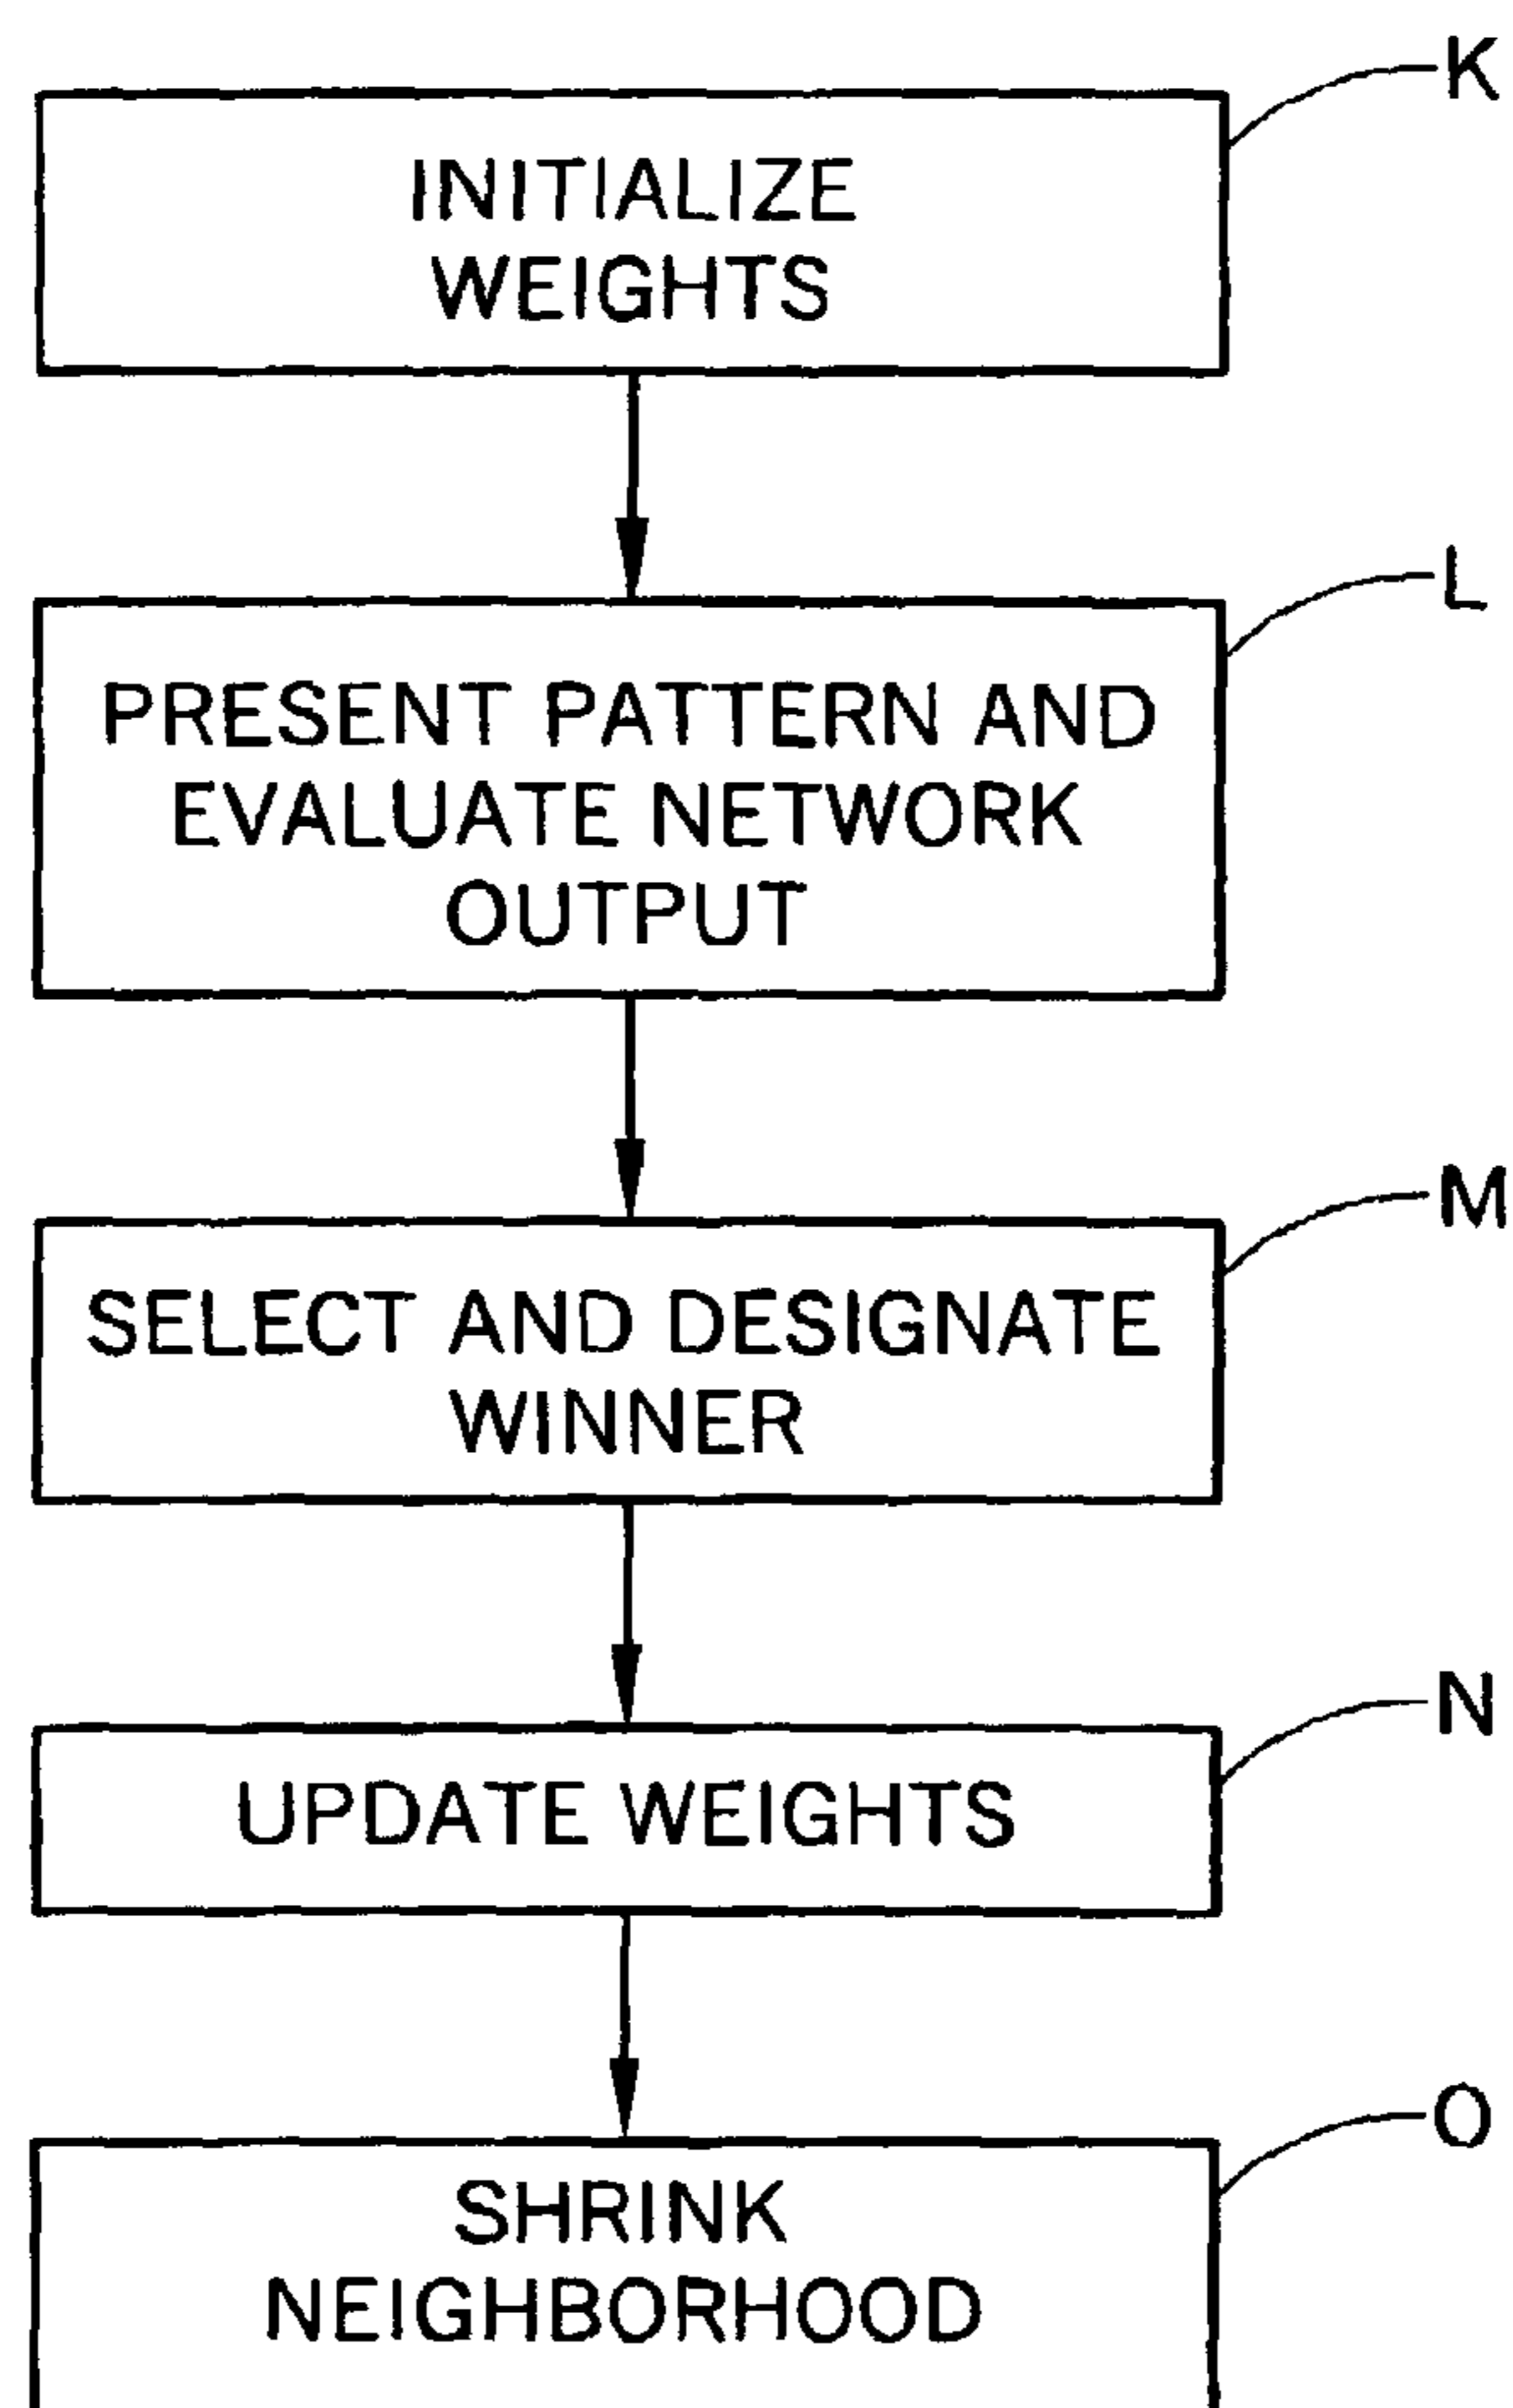 K
INITIALIZE
WEIGHTS
L
PRESENT PATTERN AND
EVALUATE NETWORK
OUTPUT
M
SELECT AND DESIGNATE
WINNER
N
UPDATE WEIGHTS
O
SHRINK
NEIGHBORHOOD